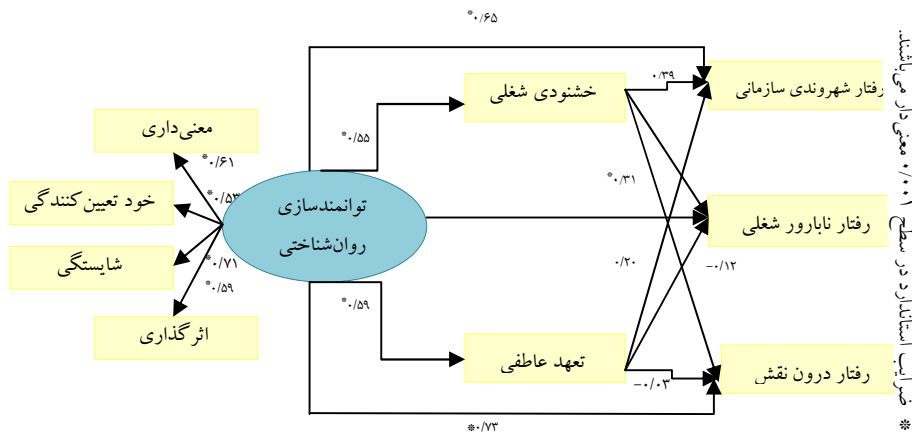 *۰/۶۵
رفتار شهروندی سازمانی
۰/۳۹
خشنودی شغلی
*۰/۵۵
معنی‌داری
*۰/۶۱
خود تعیین‌کنندگی
*۰/۵۳
توانمندسازی
روان‌شناختی
*۰/۳۱
رفتار نابارور شغلی
شایستگی
*۰/۷۱
۰/۲۰
-۰/۱۲
*۰/۵۹
*۰/۵۹
اثرگذاری
تعهد عاطفی
-۰/۰۳
رفتار درون نقش
*۰/۷۳
* ضرایب استاندارد در سطح (۰/۰۰۱ معنی‌دار می‌باشند.